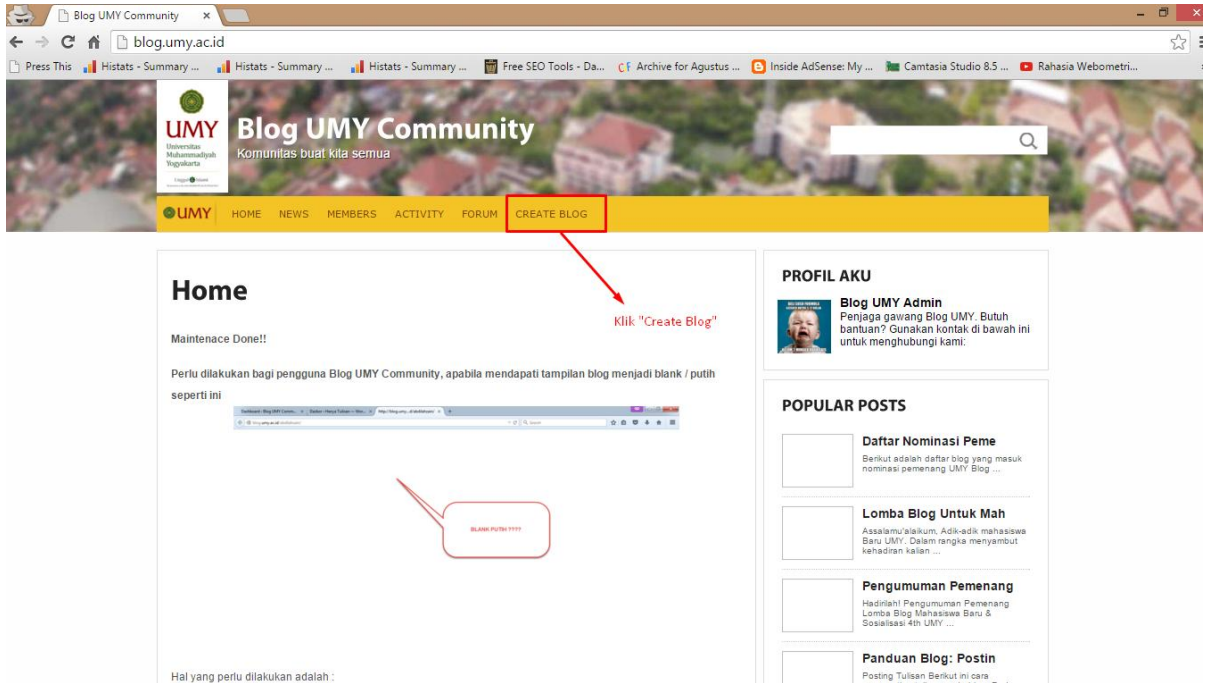 Blog UMY Community
blog.umy.ac.id
Press This
Histats - Summary ...
Histats - Summary ...
Histats - Summary ...
Free SEO Tools - Da...
Archive for Agustus ...
Inside AdSense: My ...
Camtasia Studio 8.5 ...
Rahasia Webometri...
UMY
Universitas
Muhammadiyah
Yogyakarta
Blog UMY Community
Komunitas buat kita semua
UMY HOME NEWS MEMBERS ACTIVITY FORUM CREATE BLOG
Klik "Create Blog"
Home
Maintenace Done!!
Perlu dilakukan bagi pengguna Blog UMY Community, apabila mendapati tampilan blog menjadi blank / putih
seperti ini
BLANK PUTIH ????
Hal yang perlu dilakukan adalah :
PROFIL AKU
Blog UMY Admin
Penjaga gawang Blog UMY. Butuh
bantuan? Gunakan kontak di bawah ini
untuk menghubungi kami:
POPULAR POSTS
Daftar Nominasi Peme
Berikut adalah daftar blog yang masuk
nominasi pemenang UMY Blog ...
Lomba Blog Untuk Mah
Assalamu'alaikum, Adik-adik mahasiswa
Baru UMY. Dalam rangka menyambut
kehadiran kalian ...
Pengumuman Pemenang
Hadirilah! Pengumuman Pemenang
Lomba Blog Mahasiswa Baru &
Sosialisasi 4th UMY ...
Panduan Blog: Postin
Posting Tulisan Berikut ini cara